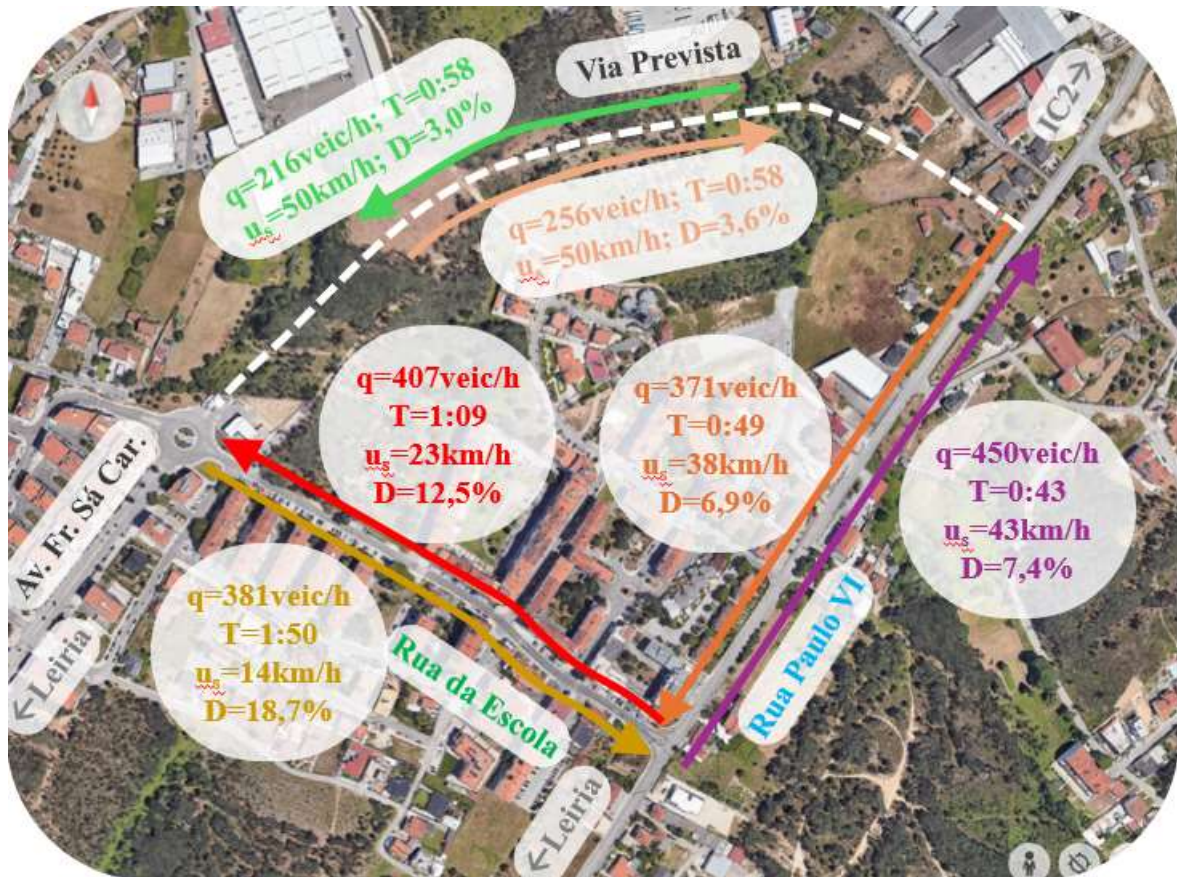 Via Prevista
IC2→
q=216veic/h; T=0:58
us=50km/h; D=3,0%
q=256veic/h; T=0:58
us=50km/h; D=3,6%
q=407veic/h
T=1:09
us=23km/h
D=12,5%
q=371veic/h
T=0:49
us=38km/h
D=6,9%
q=450veic/h
T=0:43
us=43km/h
D=7,4%
Av. Fr. Sá Car.
q=381veic/h
T=1:50
us=14km/h
D=18,7%
←Leiria
Rua da Escola
Rua Paulo VI
←Leiria